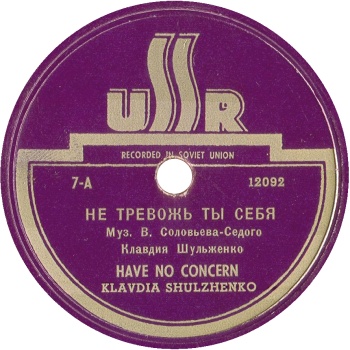 USSR
RECORDED IN SOVIET UNION
7-A 12092
НЕ ТРЕВОЖЬ ТЫ СЕБЯ
Муз. В. Соловьева-Седого
Клавдия Шульженко
HAVE NO CONCERN
KLAVDIA SHULZHENKO